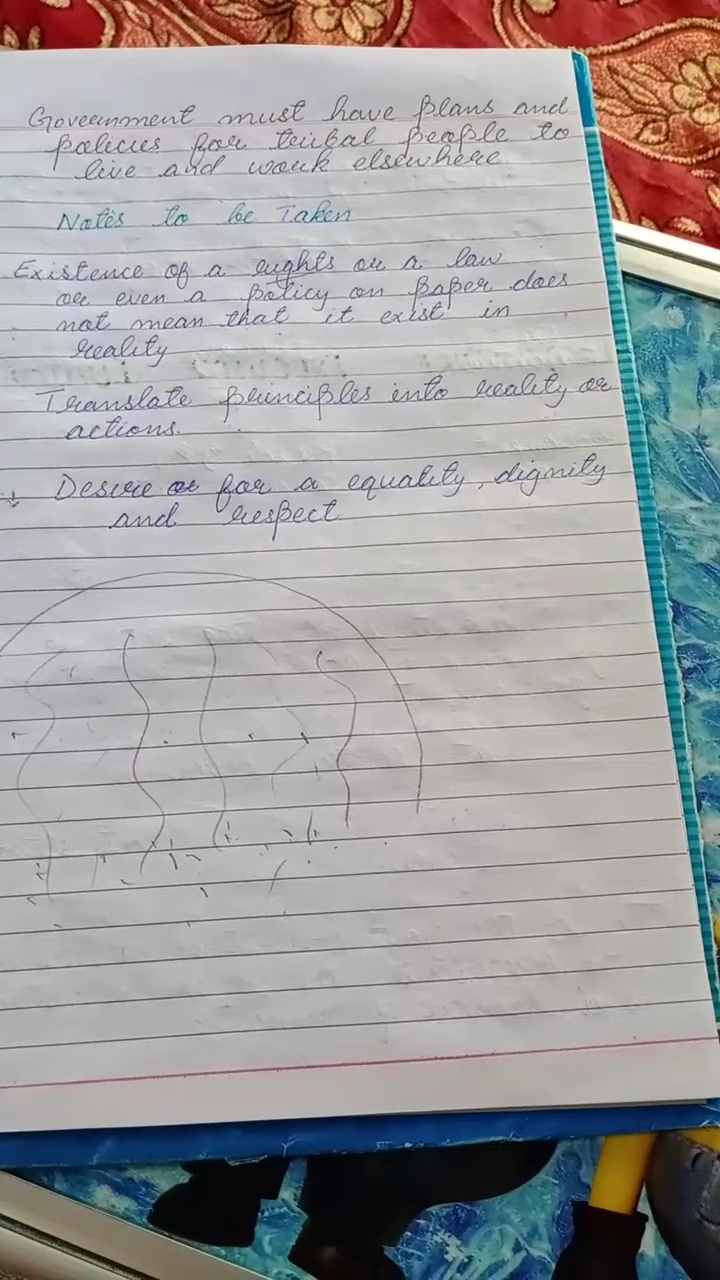 Government must have plans and
policies for tribal people to
live and work elsewhere
Notes to be Taken
Existence of a rights or a law
or even a policy on paper does
not mean that it exist in
reality
Translate principles into reality or
actions.
Desire for a equality, dignity
and respect